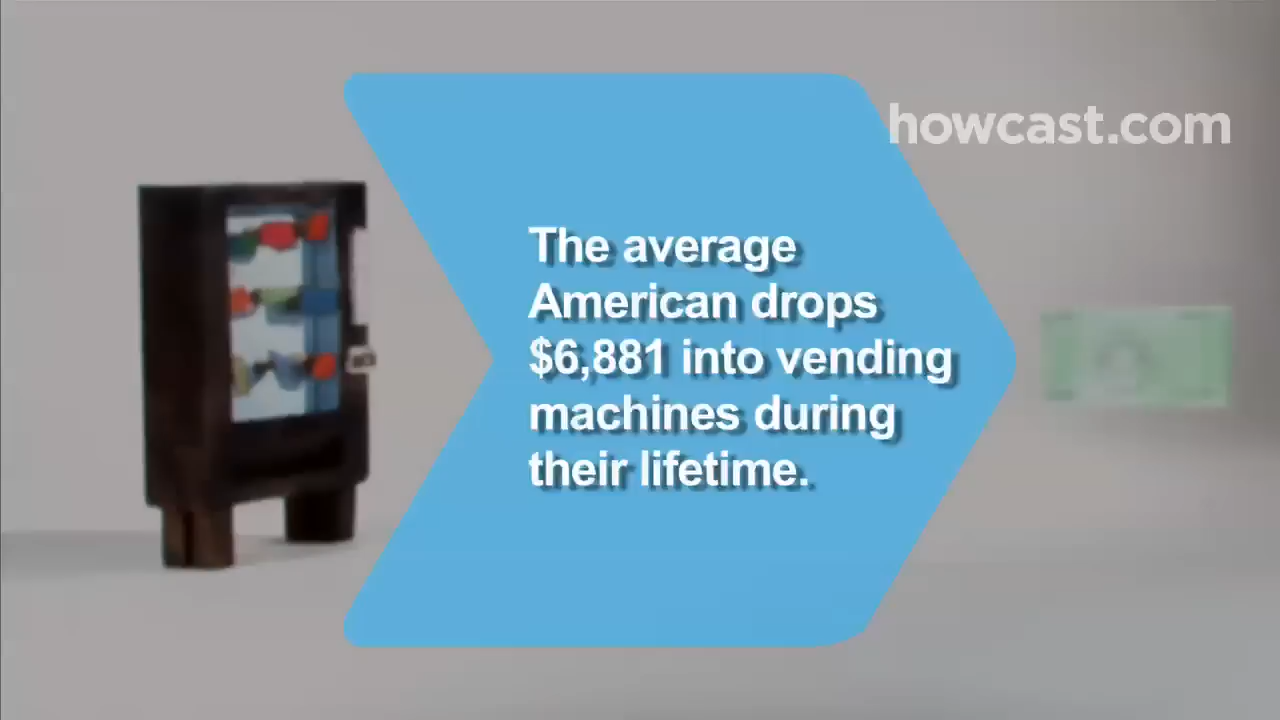 howcast.com
The average
American drops
$6,881 into vending
machines during
their lifetime.